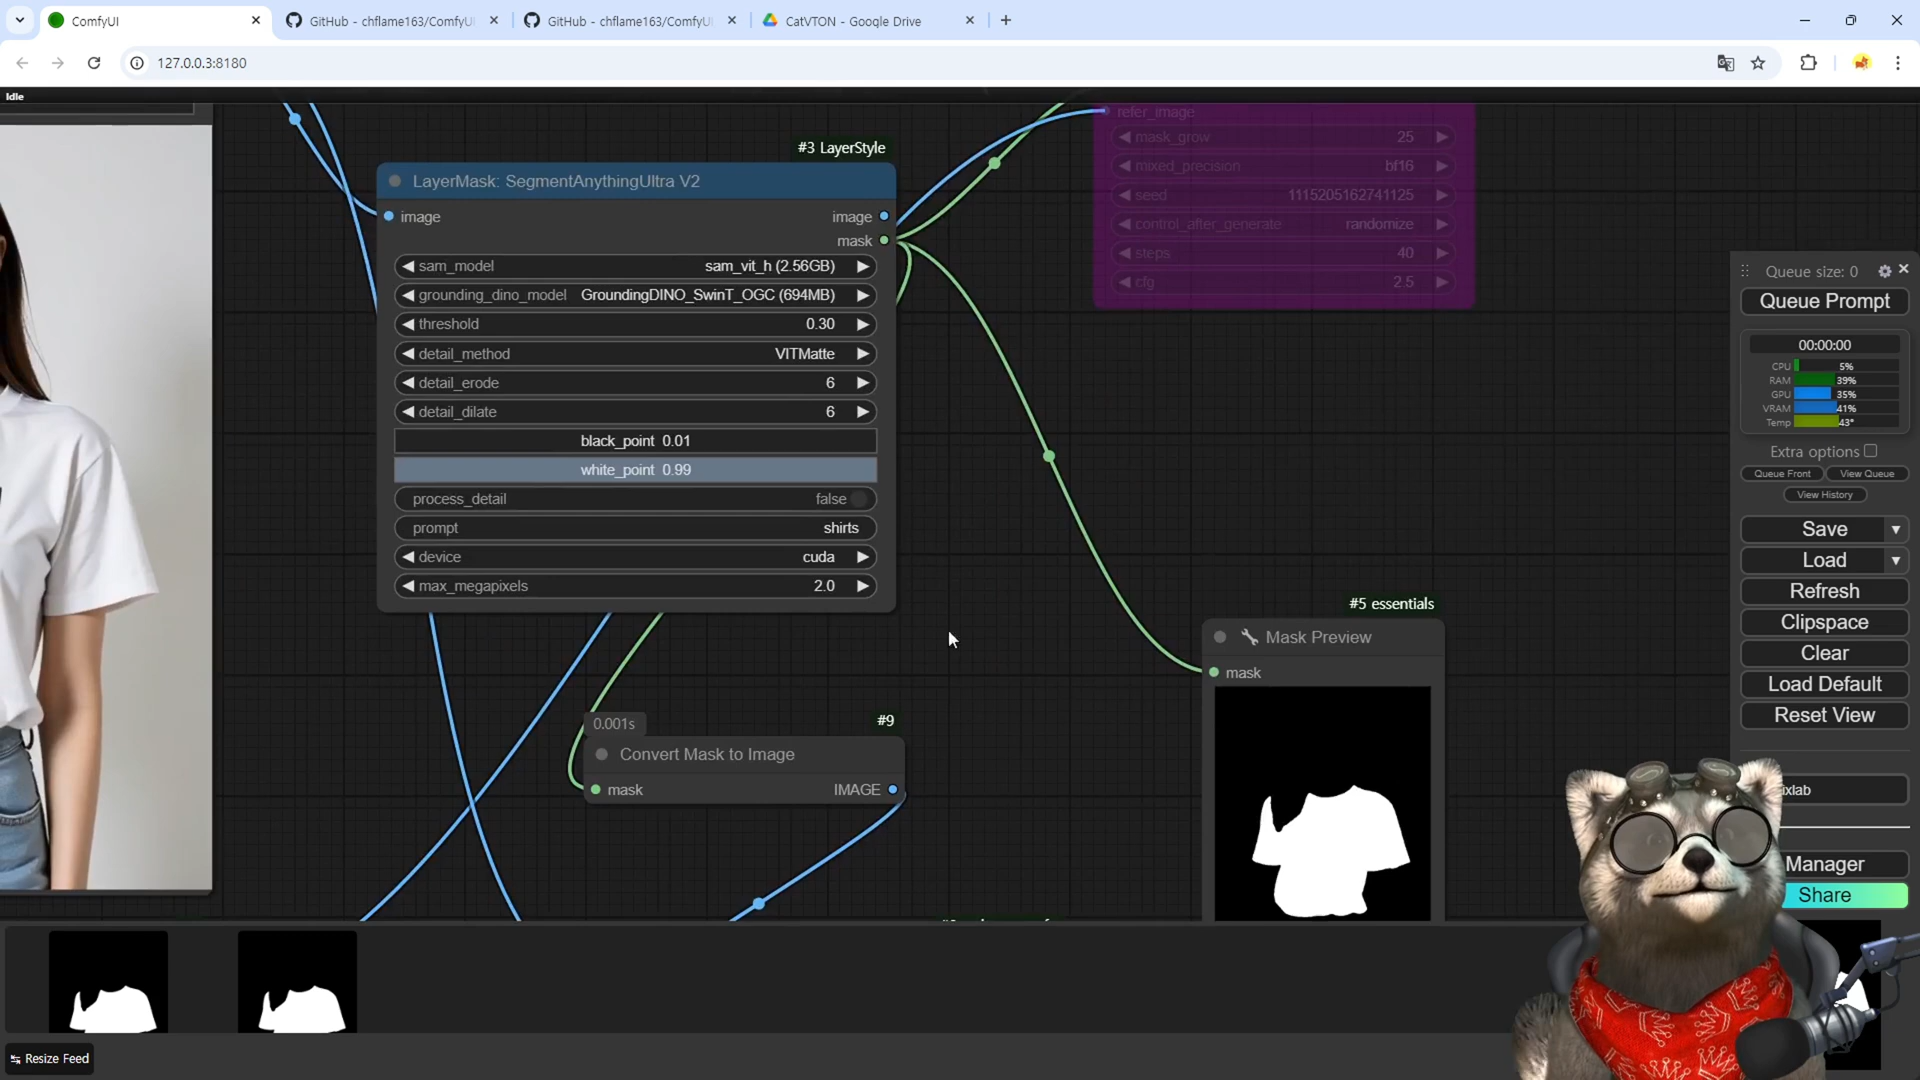 ComfyUI
GitHub - chflame163/ComfyUI
GitHub - chflame163/ComfyUI
CatVTON - Google Drive
127.0.0.3:8180
Idle
refer_image
mask_grow 25
mixed_precision bf16
seed 1115205162741125
control_after_generate randomize
steps 40
cfg 2.5
#3 LayerStyle
LayerMask: SegmentAnythingUltra V2
image image
mask
sam_model sam_vit_h (2.56GB)
grounding_dino_model GroundingDINO_SwinT_OGC (694MB)
threshold 0.30
detail_method VITMatte
detail_erode 6
detail_dilate 6
black_point 0.01
white_point 0.99
process_detail false
prompt shirts
device cuda
max_megapixels 2.0
#5 essentials
Mask Preview
mask
0.001s #9
Convert Mask to Image
mask IMAGE
Queue size: 0
Queue Prompt
00:00:00
CPU 5%
RAM 39%
GPU 35%
VRAM 41%
Temp 43°
Extra options
Queue Front View Queue
View History
Save
Load
Refresh
Clipspace
Clear
Load Default
Reset View
ixlab
Manager
Share
Resize Feed